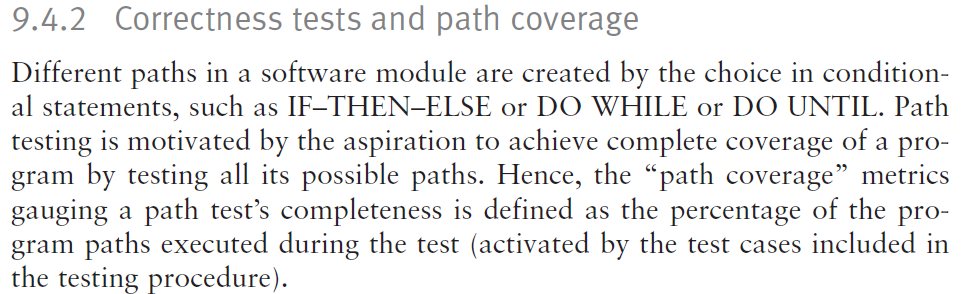 9.4.2 Correctness tests and path coverage
Different paths in a software module are created by the choice in condition-
al statements, such as IF–THEN–ELSE or DO WHILE or DO UNTIL. Path
testing is motivated by the aspiration to achieve complete coverage of a pro-
gram by testing all its possible paths. Hence, the “path coverage” metrics
gauging a path test’s completeness is defined as the percentage of the pro-
gram paths executed during the test (activated by the test cases included in
the testing procedure).